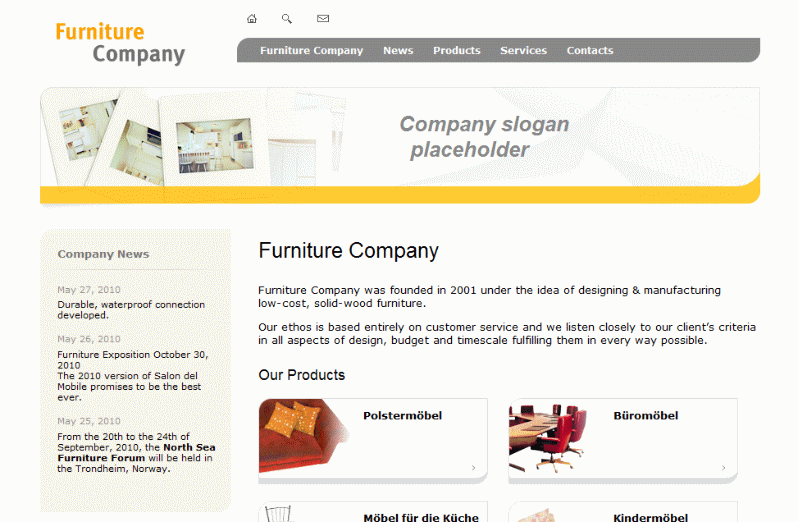 Furniture
Company
Furniture Company News Products Services Contacts
Company slogan
placeholder
Company News
May 27, 2010
Durable, waterproof connection
developed.
May 26, 2010
Furniture Exposition October 30,
2010
The 2010 version of Salon del
Mobile promises to be the best
ever.
May 25, 2010
From the 20th to the 24th of
September, 2010, the North Sea
Furniture Forum will be held in
the Trondheim, Norway.
Furniture Company
Furniture Company was founded in 2001 under the idea of designing & manufacturing
low-cost, solid-wood furniture.
Our ethos is based entirely on customer service and we listen closely to our client’s criteria
in all aspects of design, budget and timescale fulfilling them in every way possible.
Our Products
Polstermöbel
Büromöbel
Möbel für die Küche
Kindermöbel